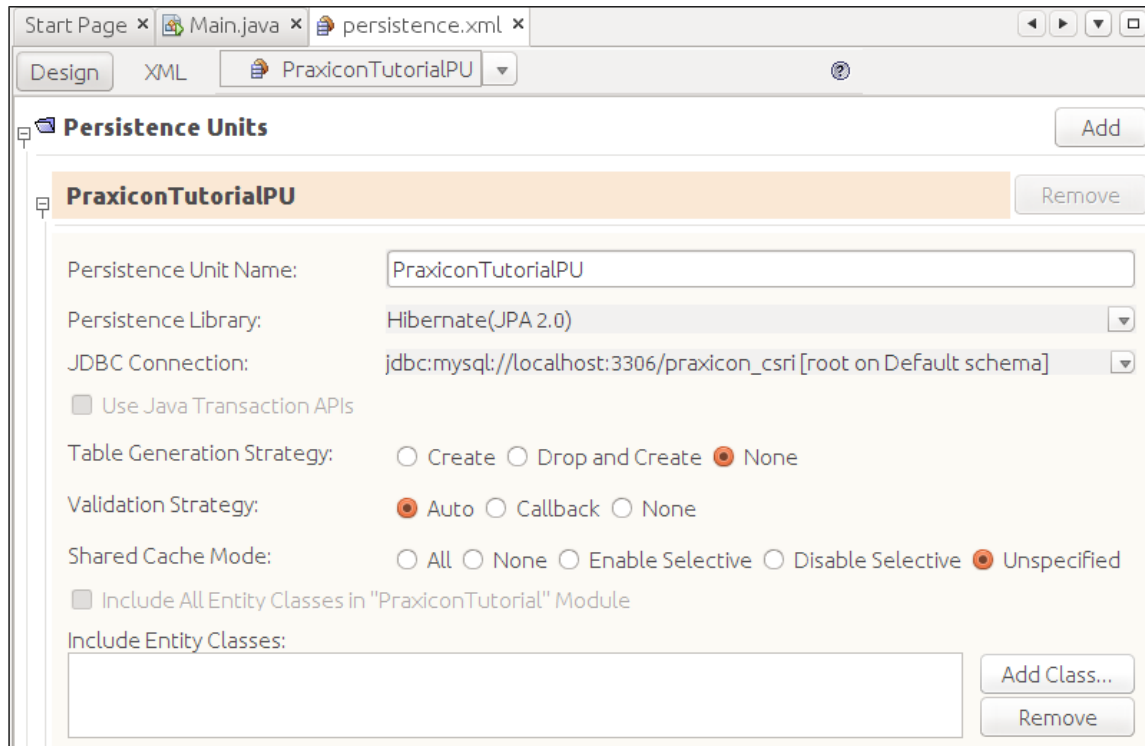 Start Page Main.java persistence.xml
Design XML PraxiconTutorialPU
Persistence Units Add
PraxiconTutorialPU Remove
Persistence Unit Name: PraxiconTutorialPU
Persistence Library: Hibernate(JPA 2.0)
JDBC Connection: jdbc:mysql://localhost:3306/praxicon_csri [root on Default schema]
Use Java Transaction APIs
Table Generation Strategy: Create Drop and Create None
Validation Strategy: Auto Callback None
Shared Cache Mode: All None Enable Selective Disable Selective Unspecified
Include All Entity Classes in "PraxiconTutorial" Module
Include Entity Classes:
Add Class...
Remove